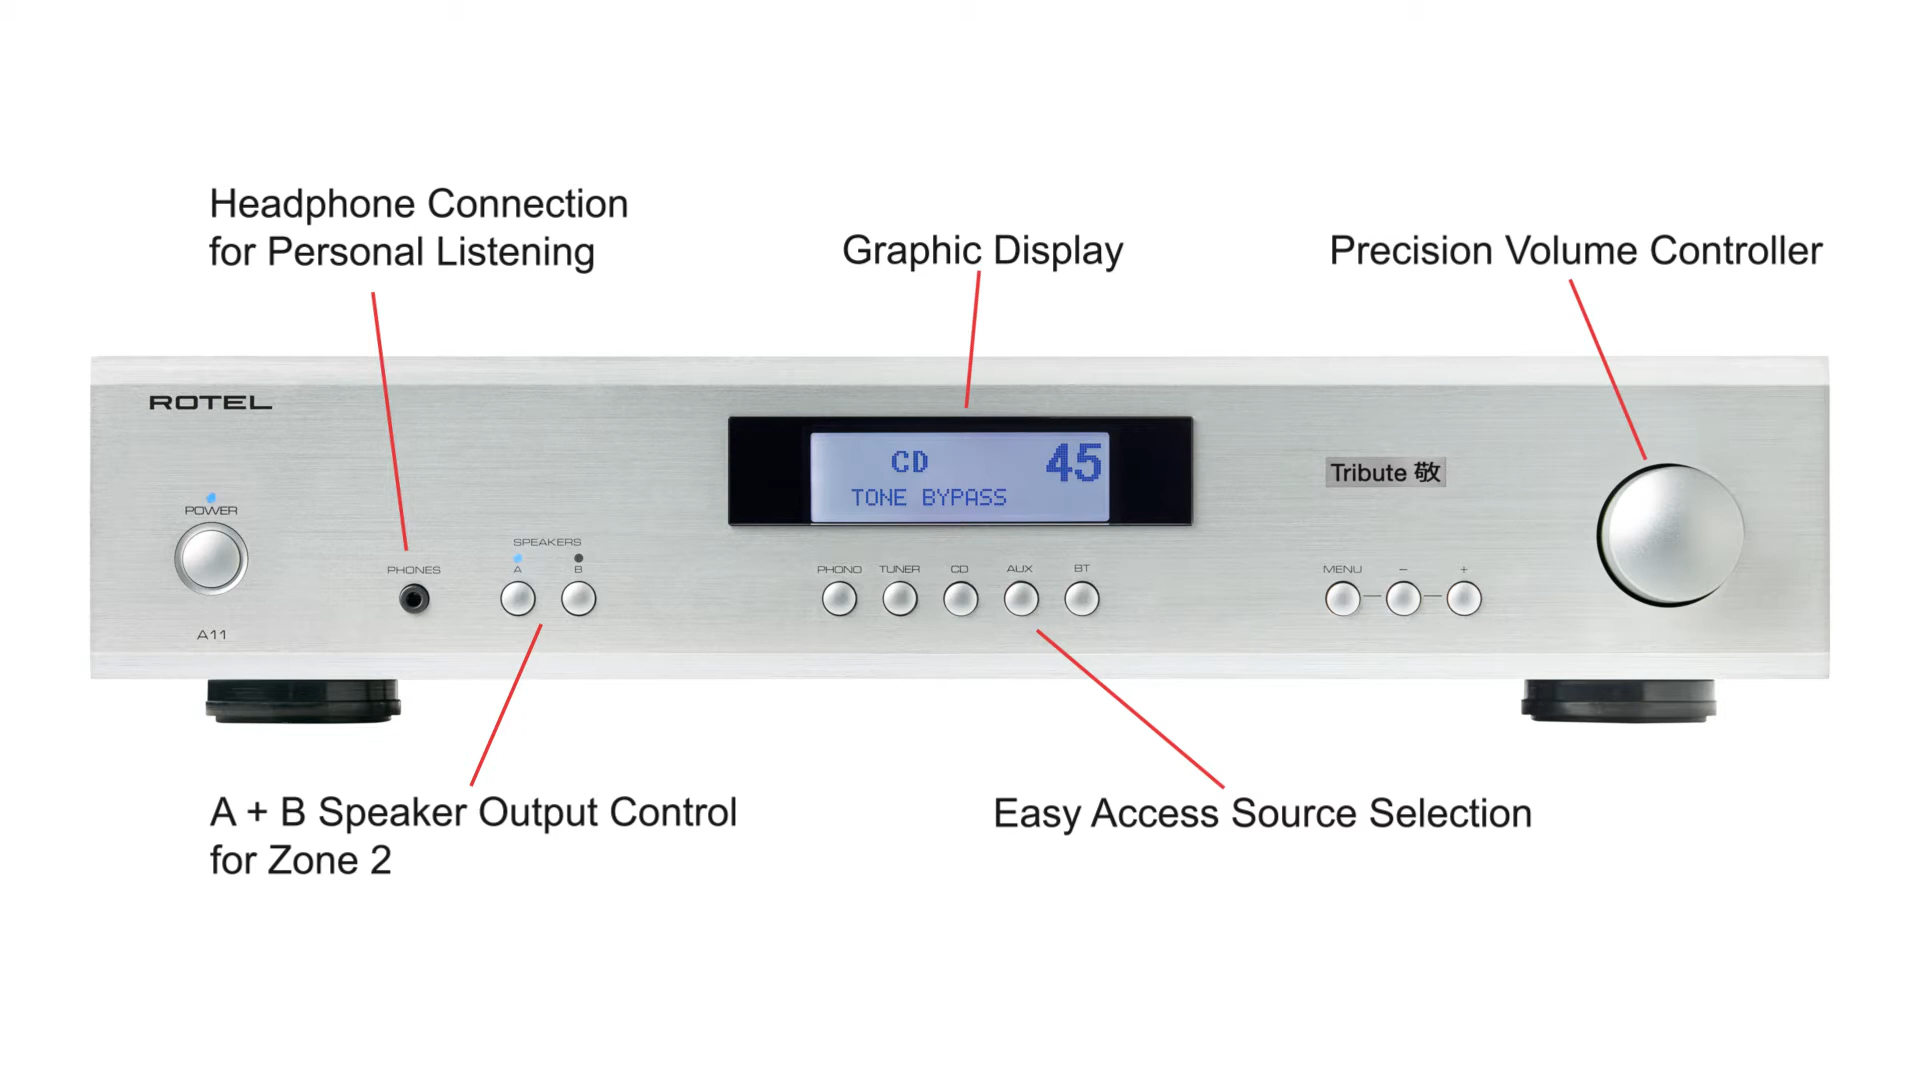 Headphone Connection
for Personal Listening
Graphic Display
Precision Volume Controller
ROTEL
CD 45
TONE BYPASS
Tribute 敬
POWER
SPEAKERS
PHONES A B
PHONO TUNER CD AUX BT
MENU − +
A11
A + B Speaker Output Control
for Zone 2
Easy Access Source Selection